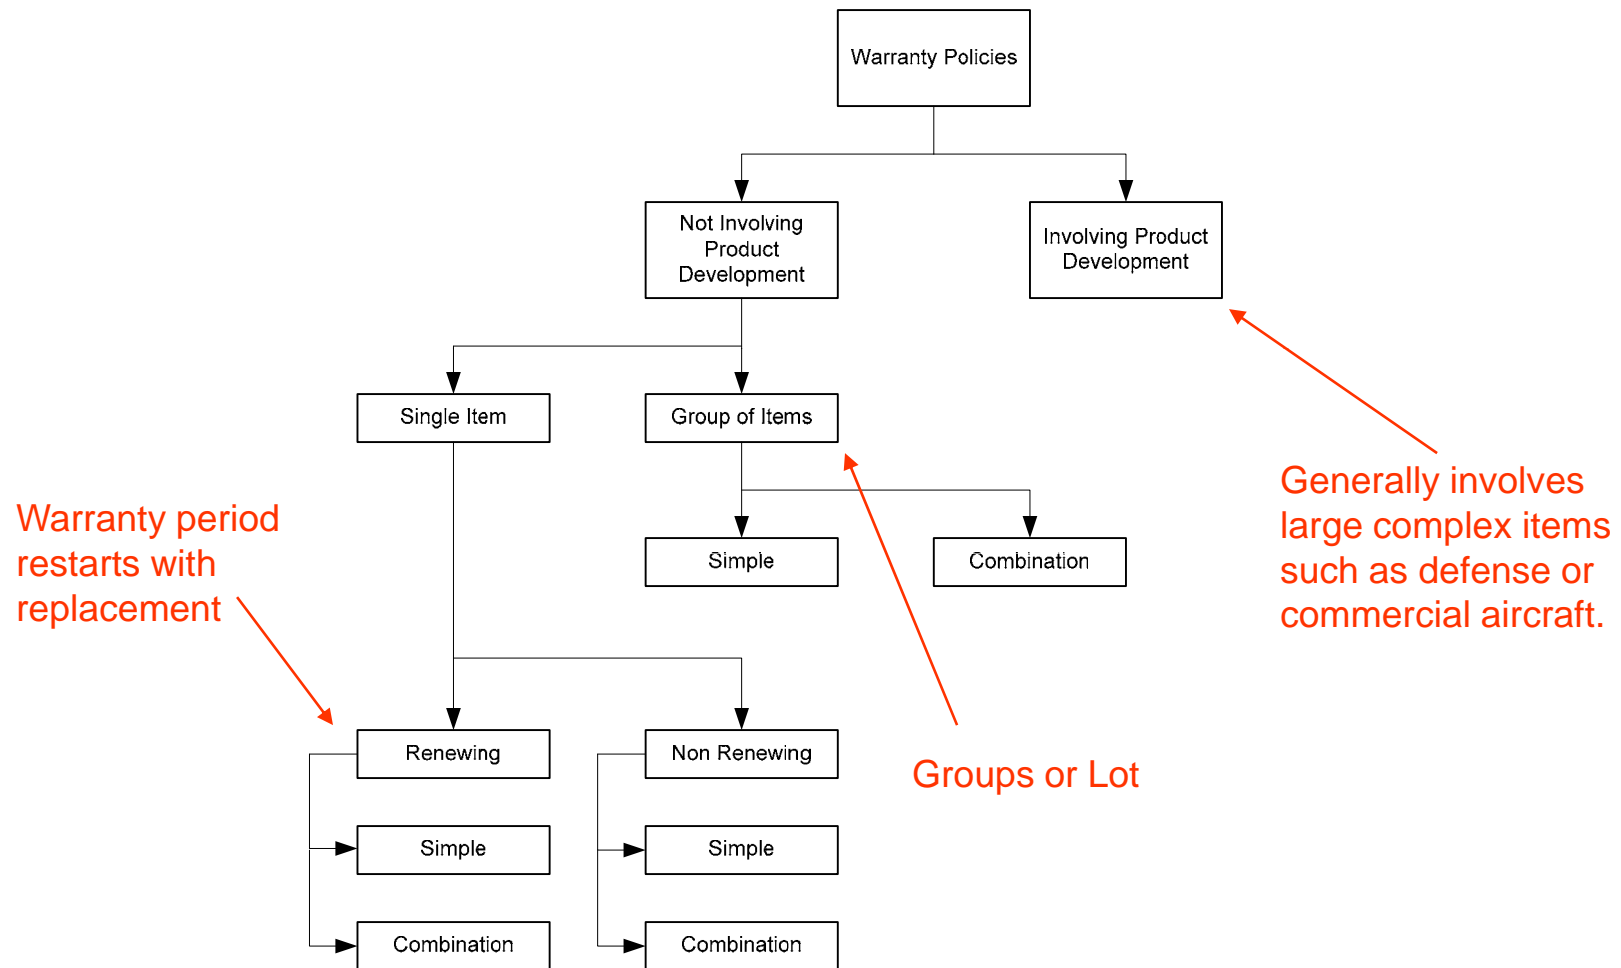 Warranty Policies
Not Involving
Product
Development
Involving Product
Development
Single Item
Group of Items
Generally involves
large complex items
such as defense or
commercial aircraft.
Warranty period
restarts with
replacement
Simple
Combination
Renewing
Non Renewing
Groups or Lot
Simple
Simple
Combination
Combination